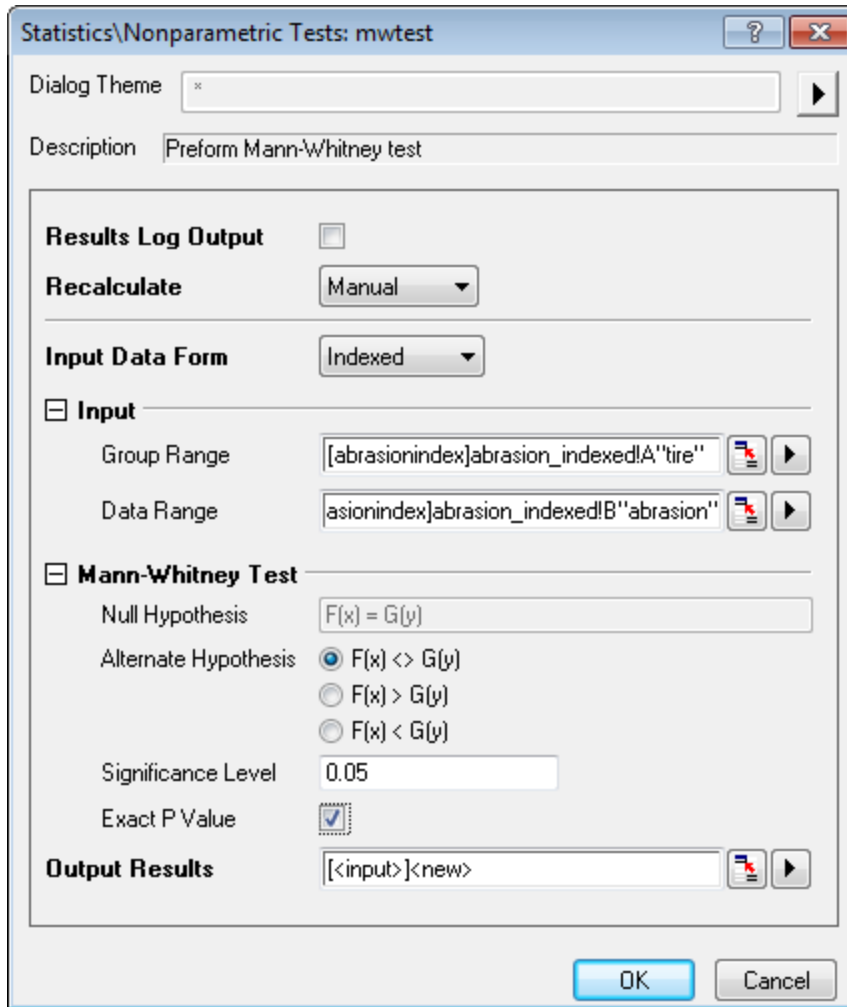 Statistics\Nonparametric Tests: mwtest
Dialog Theme *
Description Preform Mann-Whitney test
Results Log Output
Recalculate Manual
Input Data Form Indexed
Input
Group Range [abrasionindex]abrasion_indexed!A"tire"
Data Range asionindex]abrasion_indexed!B"abrasion"
Mann-Whitney Test
Null Hypothesis F(x) = G(y)
Alternate Hypothesis F(x) <> G(y)
F(x) > G(y)
F(x) < G(y)
Significance Level 0.05
Exact P Value
Output Results [<input>]<new>
OK Cancel